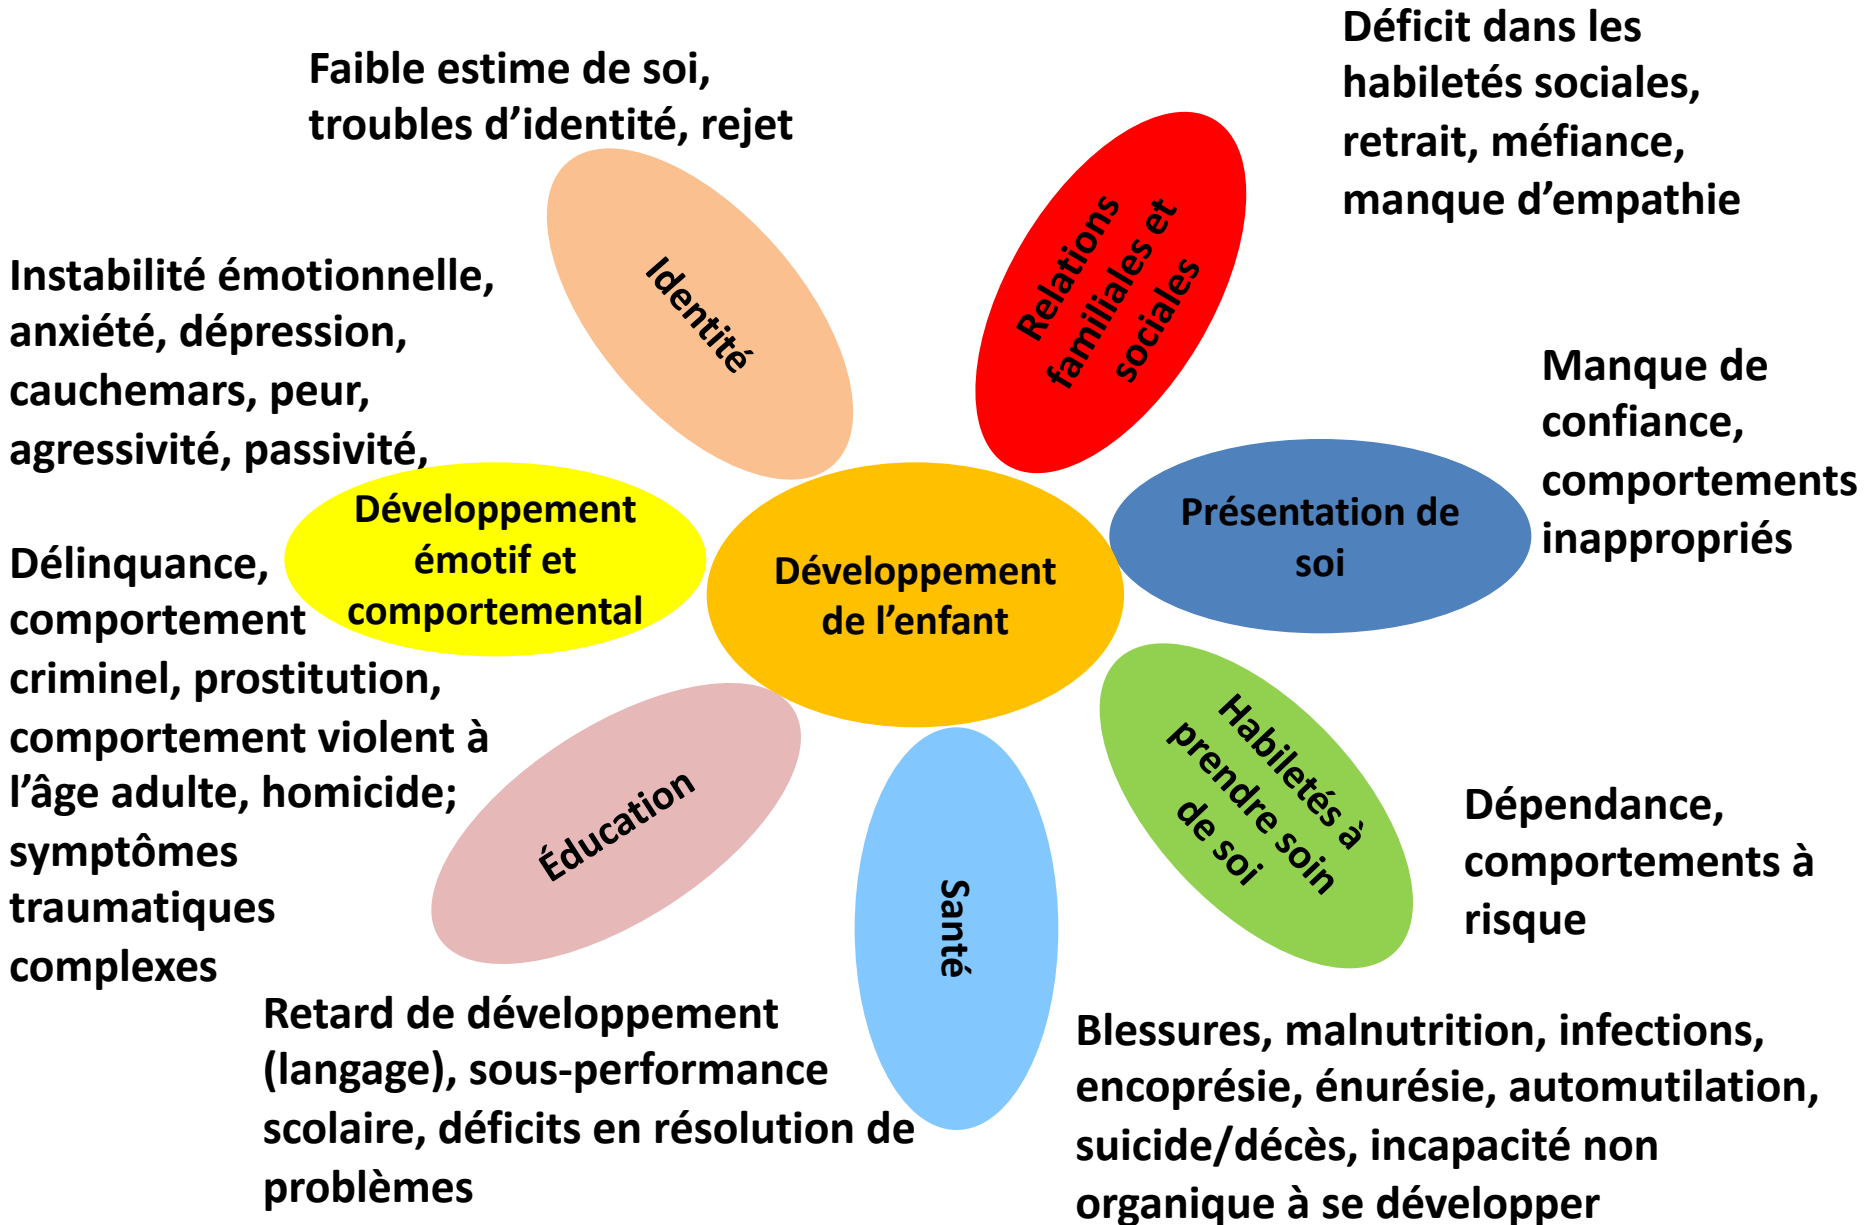 Faible estime de soi,
troubles d’identité, rejet
Déficit dans les
habiletés sociales,
retrait, méfiance,
manque d’empathie
Identité
Relations
familiales et
sociales
Instabilité émotionnelle,
anxiété, dépression,
cauchemars, peur,
agressivité, passivité,
Manque de
confiance,
comportements
inappropriés
Développement
émotif et
comportemental
Développement
de l’enfant
Présentation de
soi
Délinquance,
comportement
criminel, prostitution,
comportement violent à
l’âge adulte, homicide;
symptômes
traumatiques
complexes
Éducation
Santé
Habiletés à
prendre soin
de soi
Dépendance,
comportements à
risque
Retard de développement
(langage), sous-performance
scolaire, déficits en résolution de
problèmes
Blessures, malnutrition, infections,
encoprésie, énurésie, automutilation,
suicide/décès, incapacité non
organique à se développer